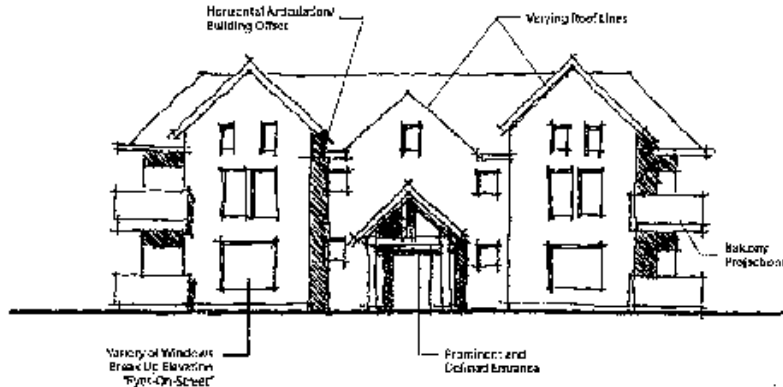 Horizontal Articulation/
Building Offset
Varying Roof Lines
Balcony
Projections
Variety of Windows
Break Up Elevation
"Eyes-On-Street"
Prominent and
Defined Entrance